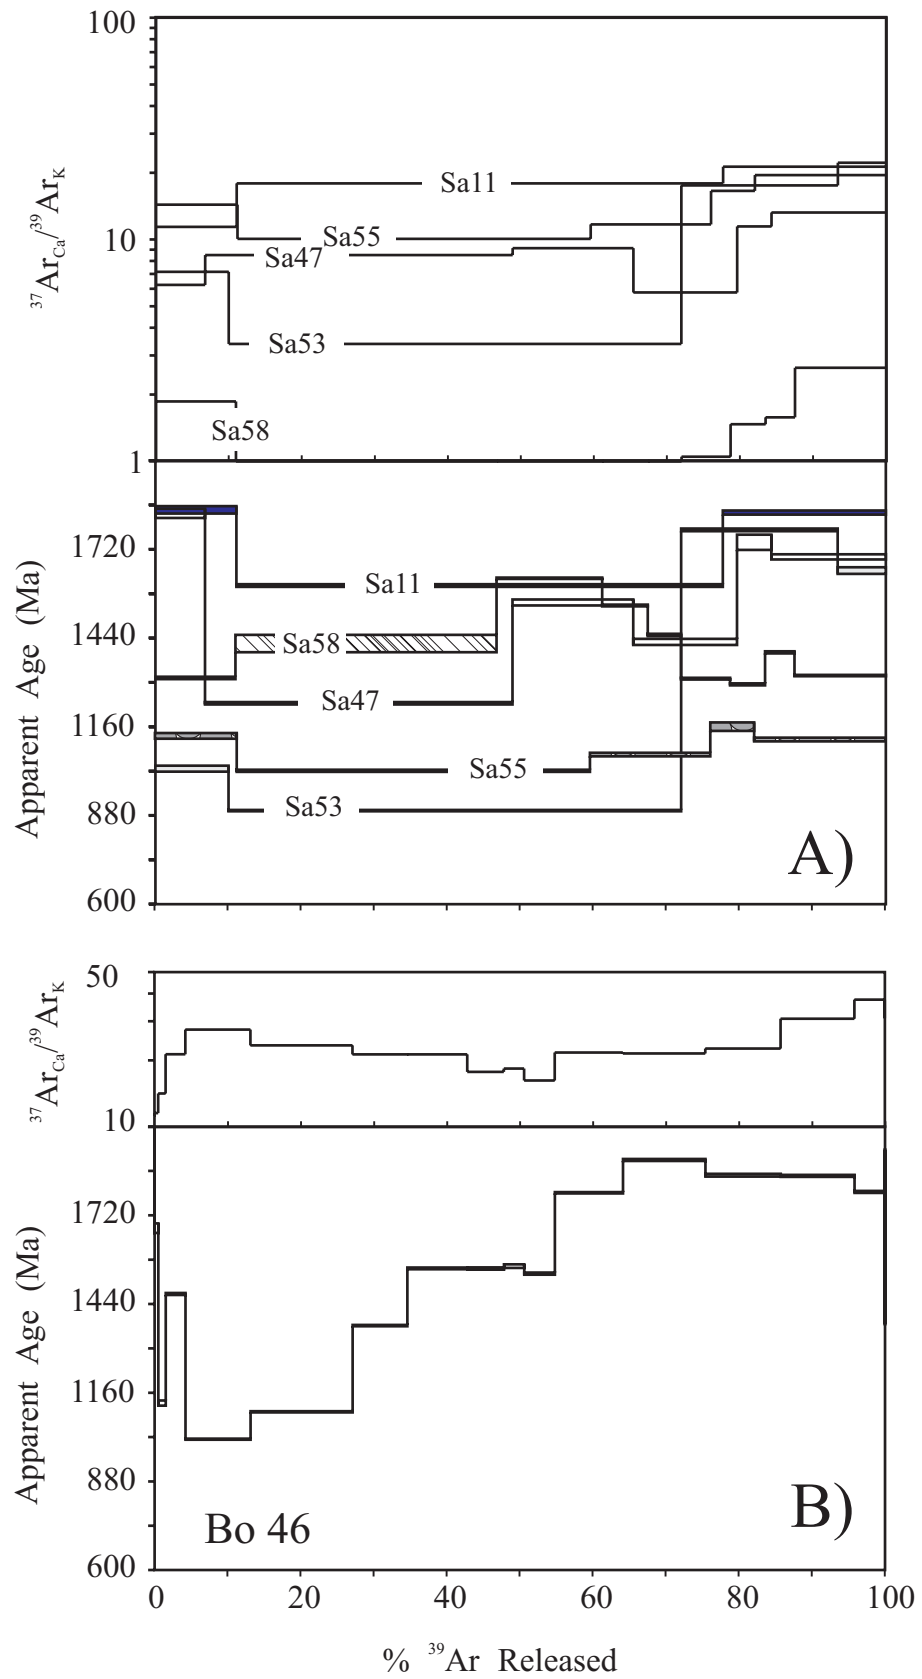 100
³⁷Ar_Ca/³⁹Ar_K
Sa11
10
Sa55
Sa47
Sa53
Sa58
1
Apparent Age (Ma)
1720
Sa11
1440
Sa58
Sa47
1160
Sa55
Sa53
880
A)
600
50
³⁷Ar_Ca/³⁹Ar_K
10
Apparent Age (Ma)
1720
1440
1160
880
Bo 46
B)
600
0 20 40 60 80 100
% ³⁹Ar Released